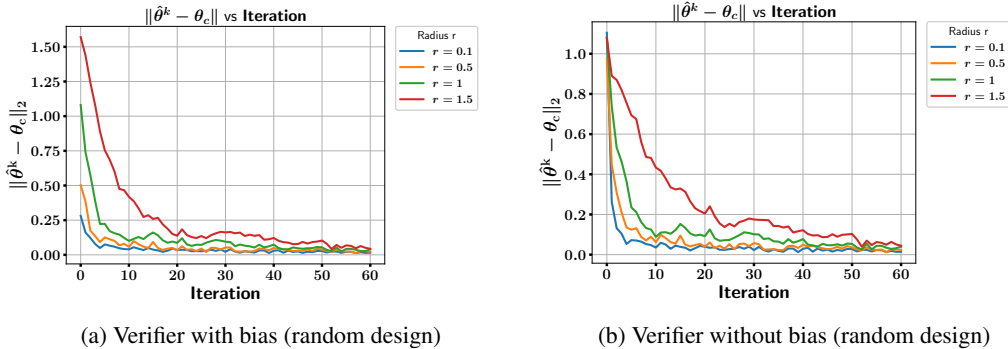 ‖θ̂ᵏ − θ_c‖ vs Iteration
‖θ̂ᵏ − θ_c‖₂
1.50
1.25
1.00
0.75
0.50
0.25
0.00
0 10 20 30 40 50 60
Iteration
Radius r
r = 0.1
r = 0.5
r = 1
r = 1.5
(a) Verifier with bias (random design)
‖θ̂ᵏ − θ_c‖ vs Iteration
‖θ̂ᵏ − θ_c‖₂
1.0
0.8
0.6
0.4
0.2
0.0
0 10 20 30 40 50 60
Iteration
Radius r
r = 0.1
r = 0.5
r = 1
r = 1.5
(b) Verifier without bias (random design)